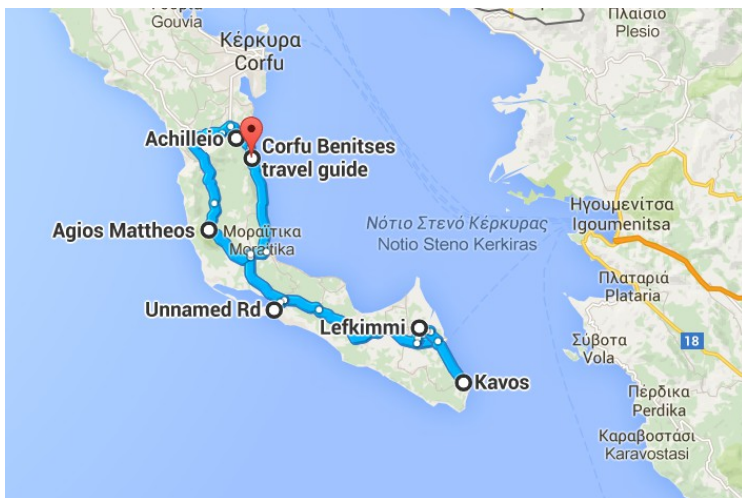 Gouvia
Κέρκυρα
Corfu
Πλαίσιο
Plesio
Achilleio
Corfu Benitses
travel guide
Agios Mattheos
Μοραΐτικα
Moraitika
Νότιο Στενό Κέρκυρας
Notio Steno Kerkiras
Ηγουμενίτσα
Igoumenitsa
Πλαταριά
Plataria
Unnamed Rd
Lefkimmi
Kavos
Σύβοτα
Vola
18
Πέρδικα
Perdika
Καραβοστάσι
Karavostasi